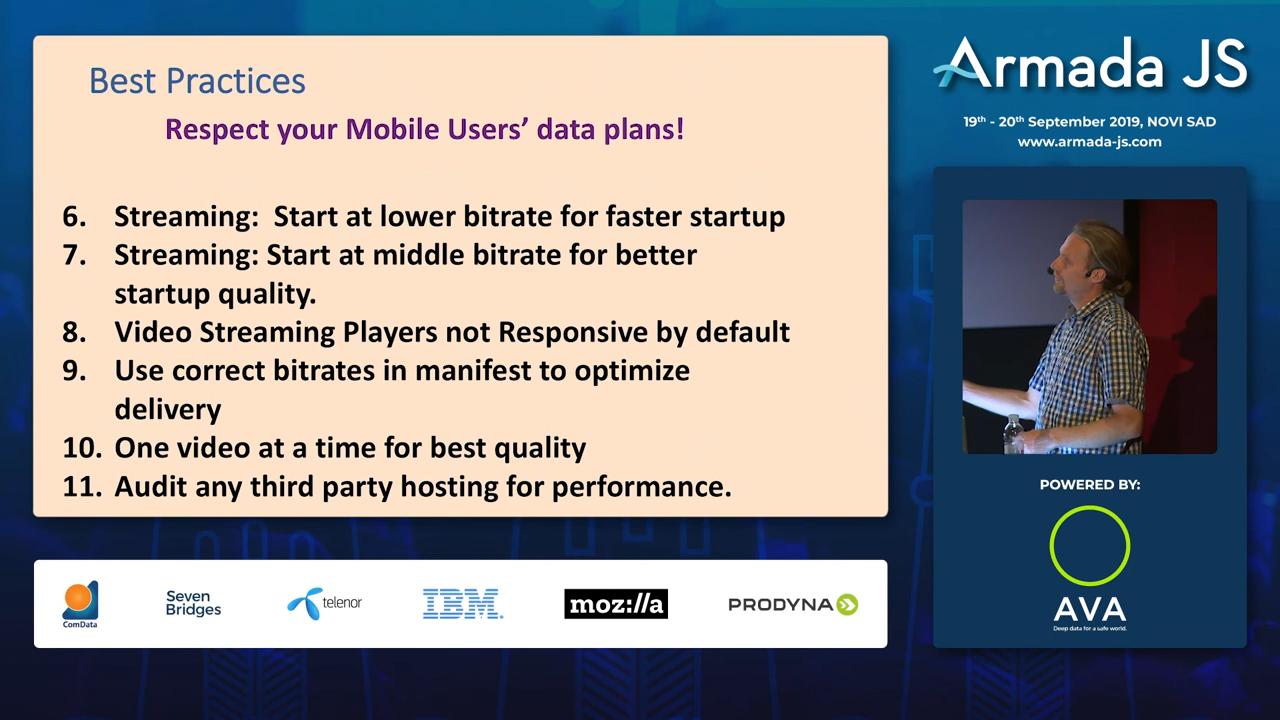 Best Practices
Respect your Mobile Users’ data plans!
6. Streaming: Start at lower bitrate for faster startup
7. Streaming: Start at middle bitrate for better
startup quality.
8. Video Streaming Players not Responsive by default
9. Use correct bitrates in manifest to optimize
delivery
10. One video at a time for best quality
11. Audit any third party hosting for performance.
ComData
Seven
Bridges
telenor
IBM.
moz://a
PRODYNA
Armada JS
19th - 20th September 2019, NOVI SAD
www.armada-js.com
POWERED BY:
AVA
Deep data for a safe world.